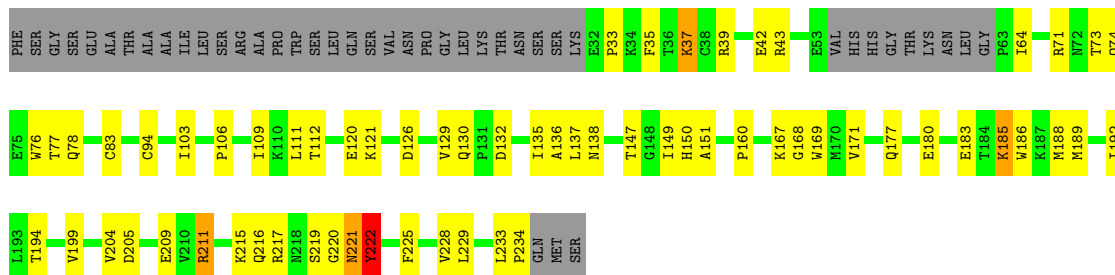 PHE SER GLY SER GLU ALA THR ALA ALA ILE LEU SER ARG ALA PRO TRP SER LEU GLN SER VAL ASN PRO GLY LEU LYS THR ASN SER SER LYS E32 P33 K34 F35 T36 K37 C38 R39 E42 R43 E53 VAL HIS HIS GLY THR LYS ASN LEU GLY P63 I64 R71 N72 T73 Q74
E75 W76 T77 Q78 C83 C94 I103 P106 I109 K110 L111 T112 E120 K121 D126 V129 Q130 P131 D132 I135 A136 L137 N138 T147 G148 I149 H150 A151 P160 K167 G168 W169 M170 V171 Q177 E180 E183 T184 K185 W186 K187 M188 M189
L193 T194 V199 V204 D205 E209 V210 R211 K215 Q216 R217 N218 S219 G220 N221 Y222 F225 V228 L229 L233 P234 GLN MET SER